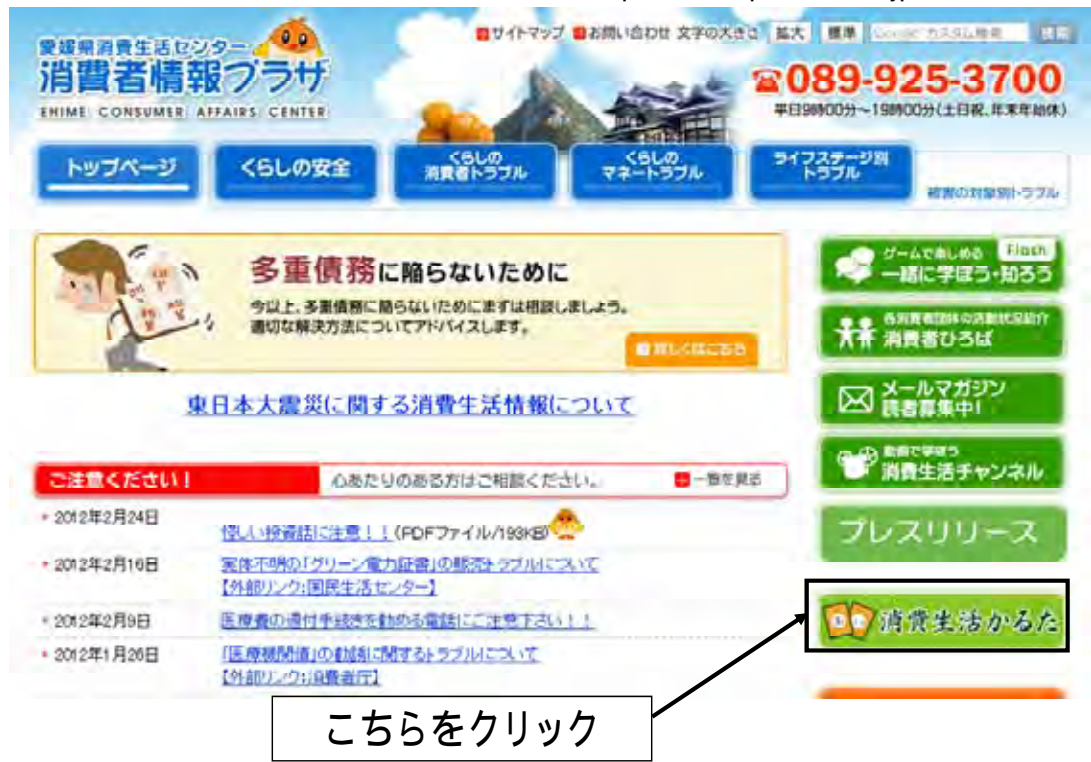 サイトマップ お問い合わせ 文字の大きさ 拡大 標準
愛媛県消費生活センター
消費者情報プラザ
EHIME CONSUMER AFFAIRS CENTER
089-925-3700
平日9時00分～19時00分(土日祝、年末年始休)
トップページ
くらしの安全
くらしの
消費者トラブル
くらしの
マネートラブル
ライフステージ別
トラブル
被害の対象別トラブル
多重債務に陥らないために
今以上、多重債務に陥らないためにまずは相談しましょう。
適切な解決方法についてアドバイスします。
詳しくはこちら
東日本大震災に関する消費生活情報について
ご注意ください！ 心あたりのある方はご相談ください。 一覧を見る
2012年2月24日
怪しい投資話に注意！！(PDFファイル/193KB)
2012年2月16日 実体不明の「グリーン電力証書」の販売トラブルについて
【外部リンク:国民生活センター】
2012年2月9日 医療費の還付手続きを勧める電話にご注意下さい！！
2012年1月26日 「医療機関債」の勧誘に関するトラブルについて
【外部リンク:消費者庁】
ゲームで楽しめる Flash
一緒に学ぼう・知ろう
各消費者団体の活動状況紹介
消費者ひろば
メールマガジン
読者募集中！
動画で学ぼう
消費生活チャンネル
プレスリリース
消費生活かるた
こちらをクリック